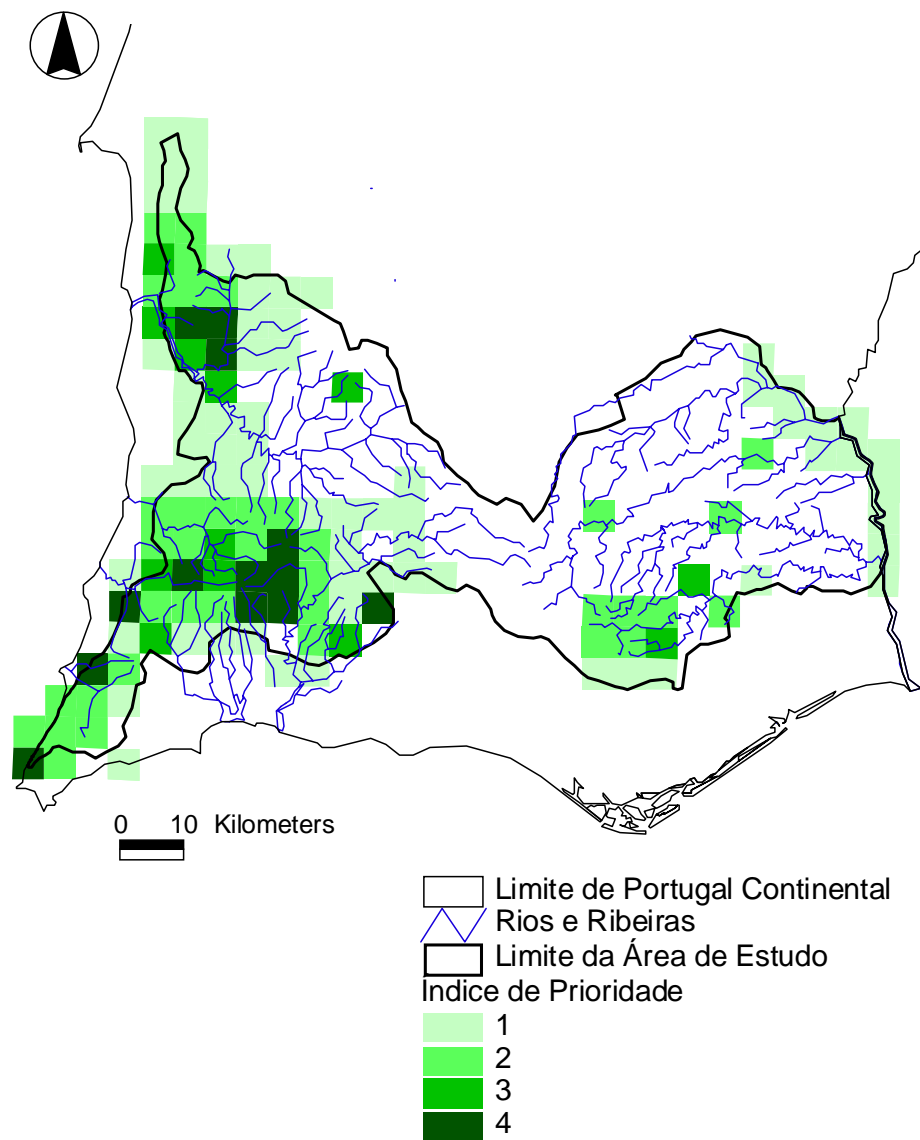 0 10 Kilometers
Limite de Portugal Continental
Rios e Ribeiras
Limite da Área de Estudo
Índice de Prioridade
1
2
3
4